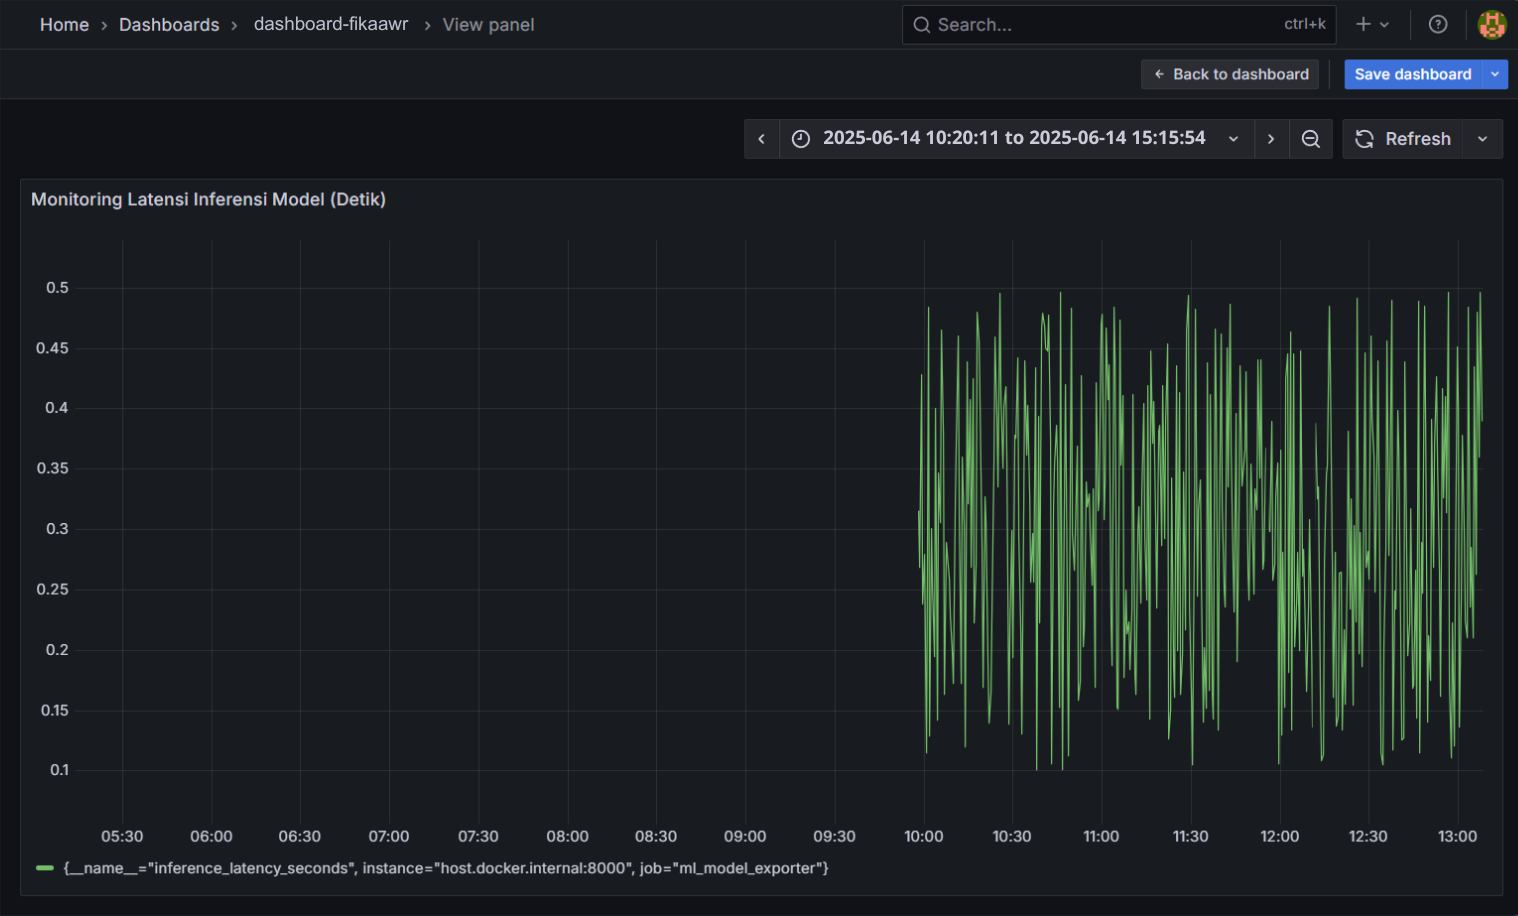 Home › Dashboards › dashboard-fikaawr › View panel
Search... ctrl+k
← Back to dashboard
Save dashboard
2025-06-14 10:20:11 to 2025-06-14 15:15:54
Refresh
Monitoring Latensi Inferensi Model (Detik)
0.5
0.45
0.4
0.35
0.3
0.25
0.2
0.15
0.1
05:30 06:00 06:30 07:00 07:30 08:00 08:30 09:00 09:30 10:00 10:30 11:00 11:30 12:00 12:30 13:00
{__name__="inference_latency_seconds", instance="host.docker.internal:8000", job="ml_model_exporter"}